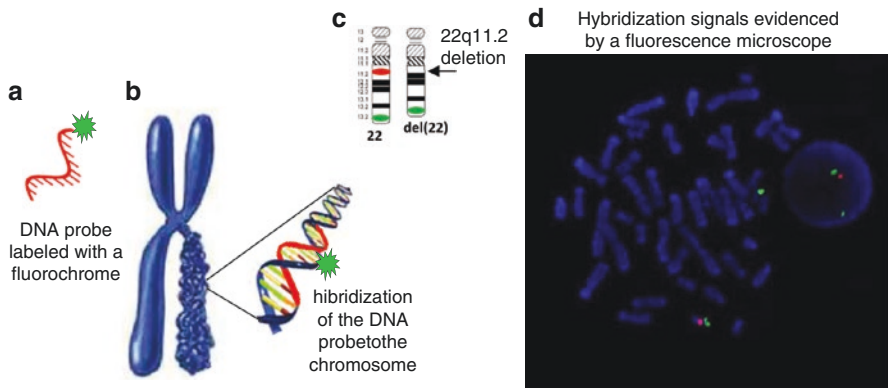 a
DNA probe
labeled with a
fluorochrome
b
hibridization
of the DNA
probetothe
chromosome
c
22q11.2
deletion
22
del(22)
d
Hybridization signals evidenced
by a fluorescence microscope